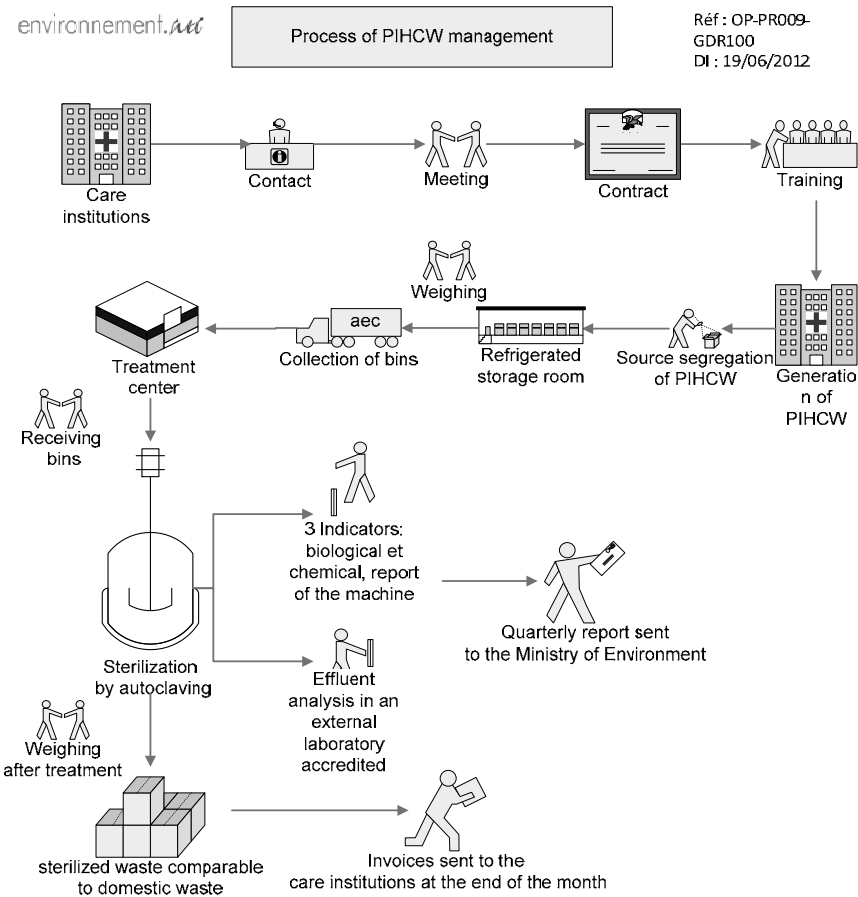 environnement.aec
Process of PIHCW management
Réf : OP-PR009-
GDR100
DI : 19/06/2012
Care
institutions
Contact
Meeting
Contract
Training
Weighing
aec
Treatment
center
Collection of bins
Refrigerated
storage room
Source segregation
of PIHCW
Generatio
n of
PIHCW
Receiving
bins
3 Indicators:
biological et
chemical, report
of the machine
Quarterly report sent
to the Ministry of Environment
Sterilization
by autoclaving
Effluent
analysis in an
external
laboratory
accredited
Weighing
after treatment
sterilized waste comparable
to domestic waste
Invoices sent to the
care institutions at the end of the month